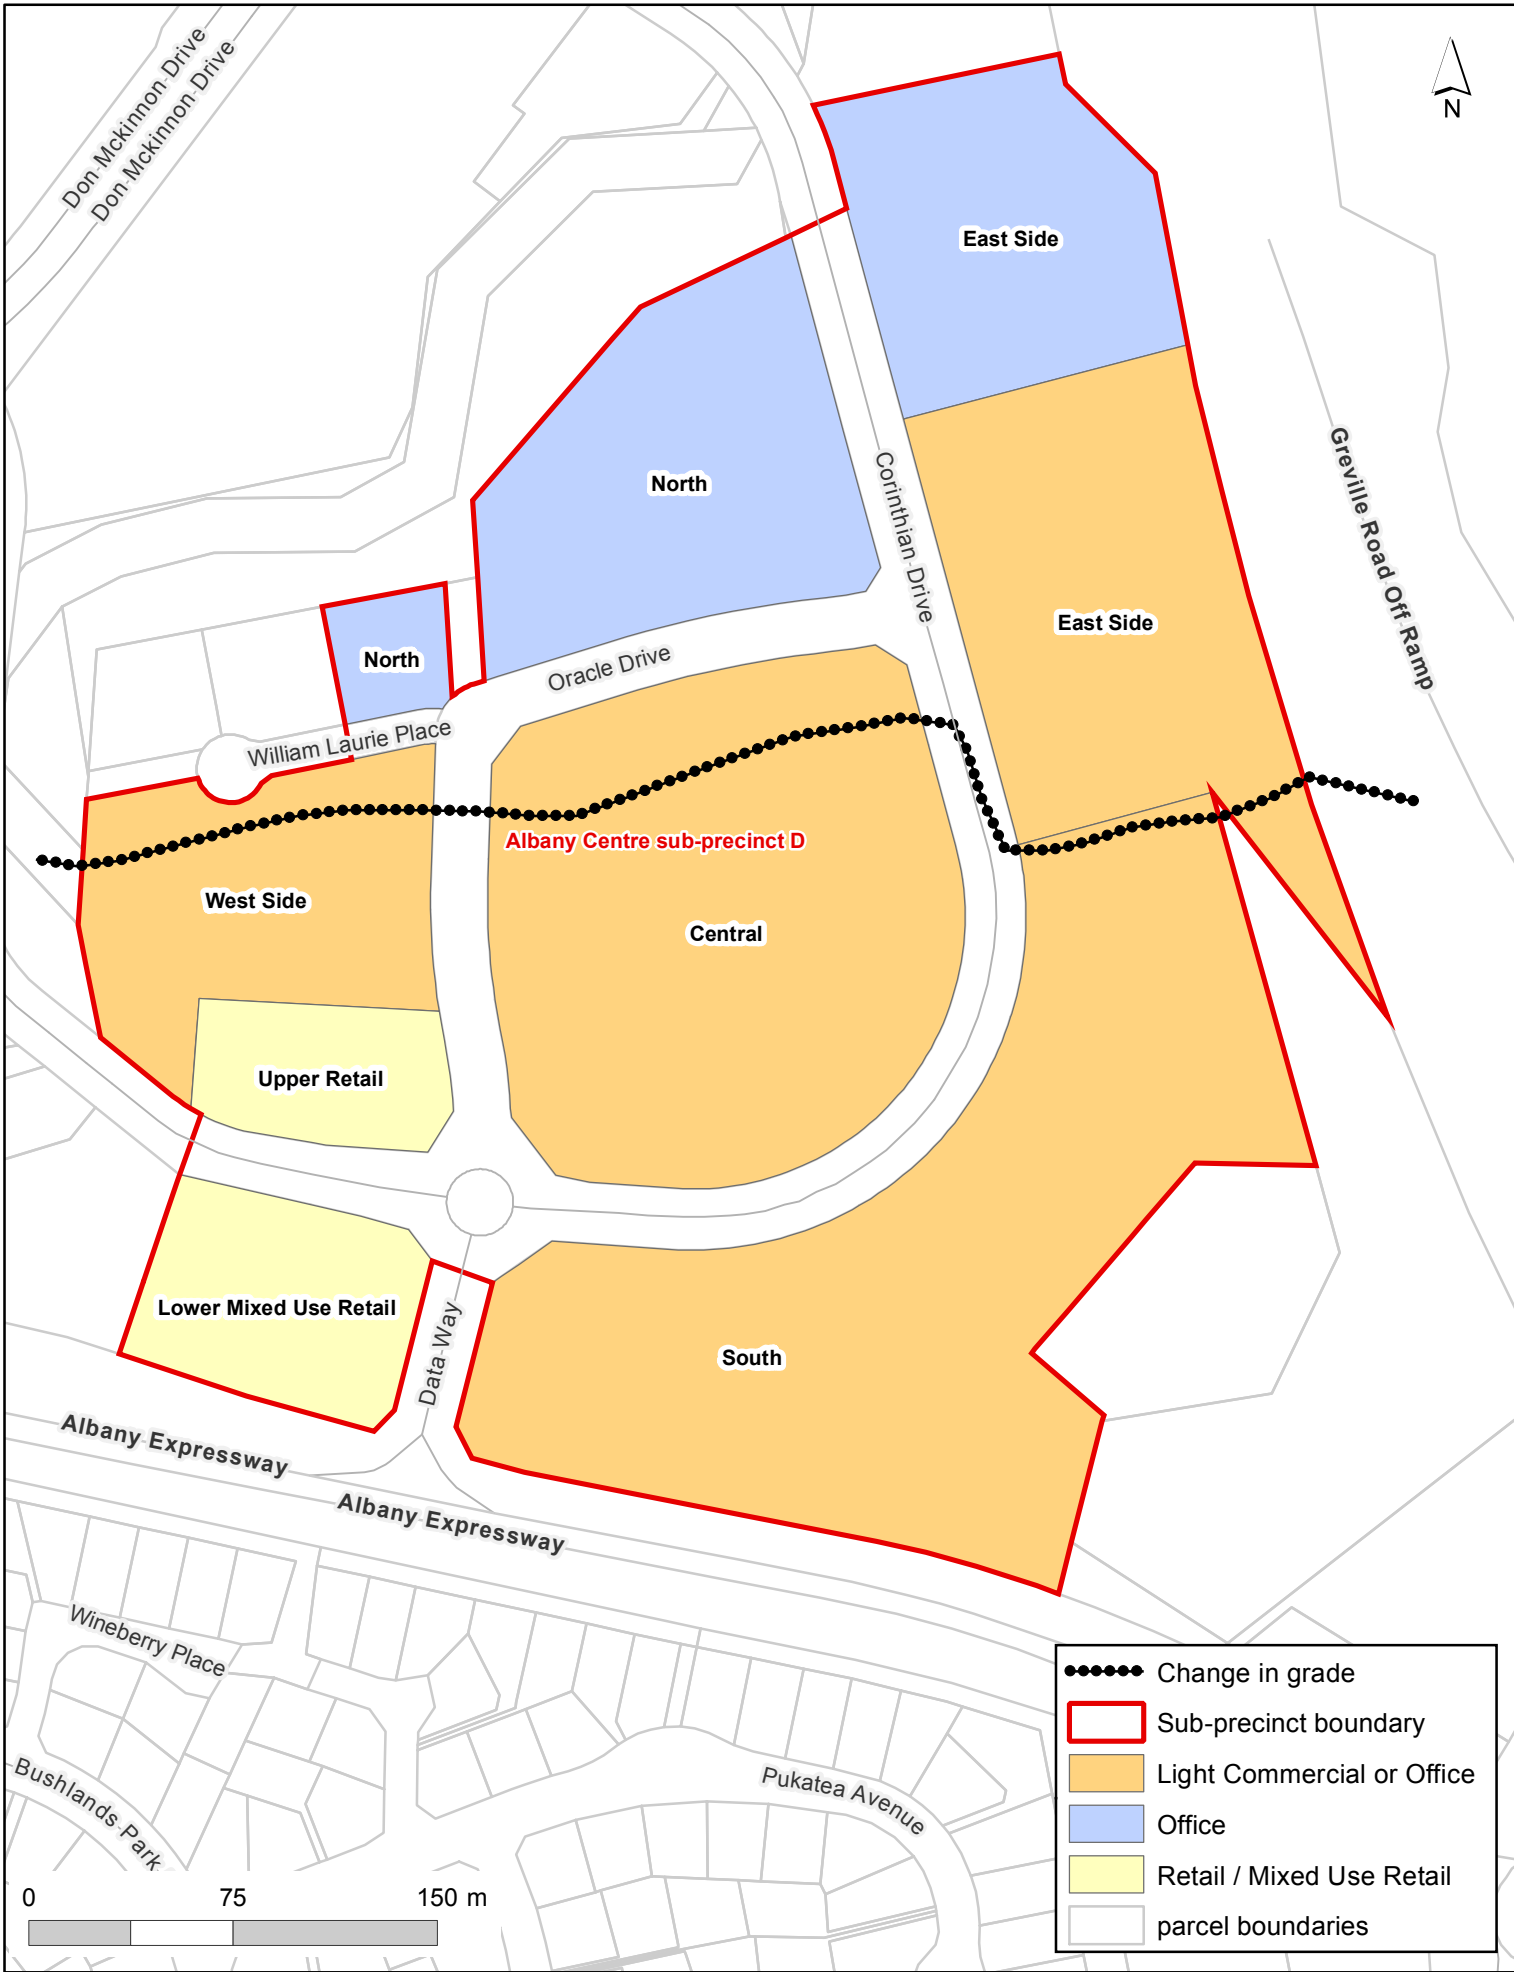 Don Mckinnon Drive
Don Mckinnon Drive
N
East Side
North
Corinthian Drive
Greville Road Off Ramp
East Side
North
Oracle Drive
William Laurie Place
Albany Centre sub-precinct D
West Side
Central
Upper Retail
Lower Mixed Use Retail
Data Way
South
Albany Expressway
Albany Expressway
Wineberry Place
Bushlands Park
Pukatea Avenue
0 75 150 m
Change in grade
Sub-precinct boundary
Light Commercial or Office
Office
Retail / Mixed Use Retail
parcel boundaries